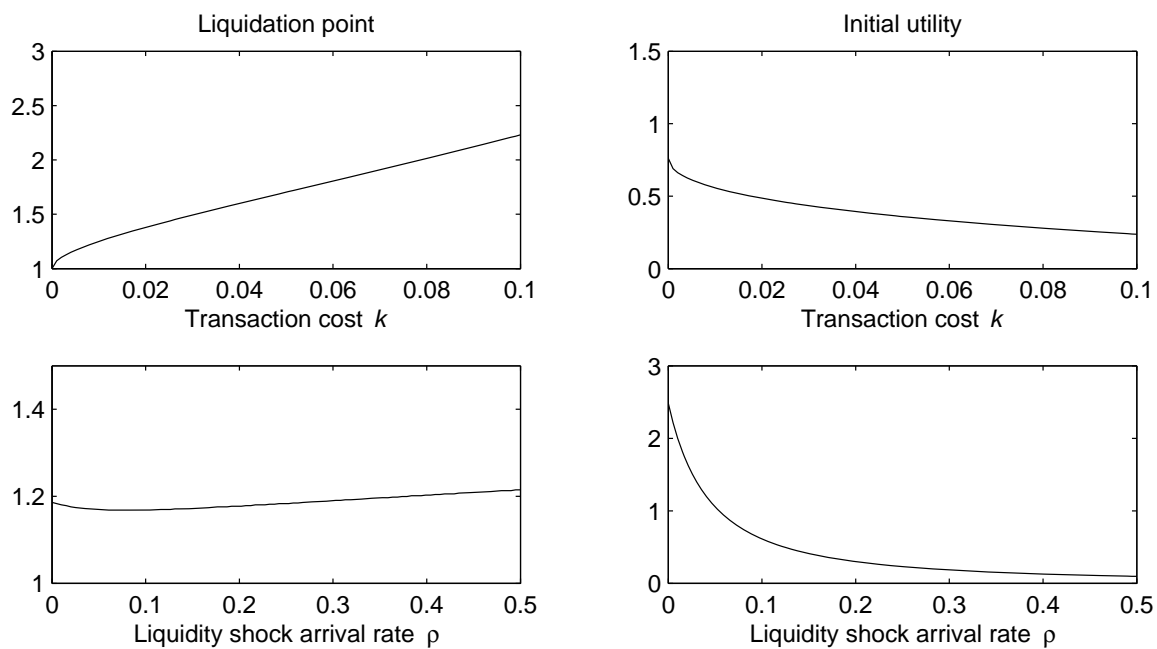 Liquidation point
3
2.5
2
1.5
1
0 0.02 0.04 0.06 0.08 0.1
Transaction cost k
Initial utility
1.5
1
0.5
0
0 0.02 0.04 0.06 0.08 0.1
Transaction cost k
1.4
1.2
1
0 0.1 0.2 0.3 0.4 0.5
Liquidity shock arrival rate ρ
3
2
1
0
0 0.1 0.2 0.3 0.4 0.5
Liquidity shock arrival rate ρ